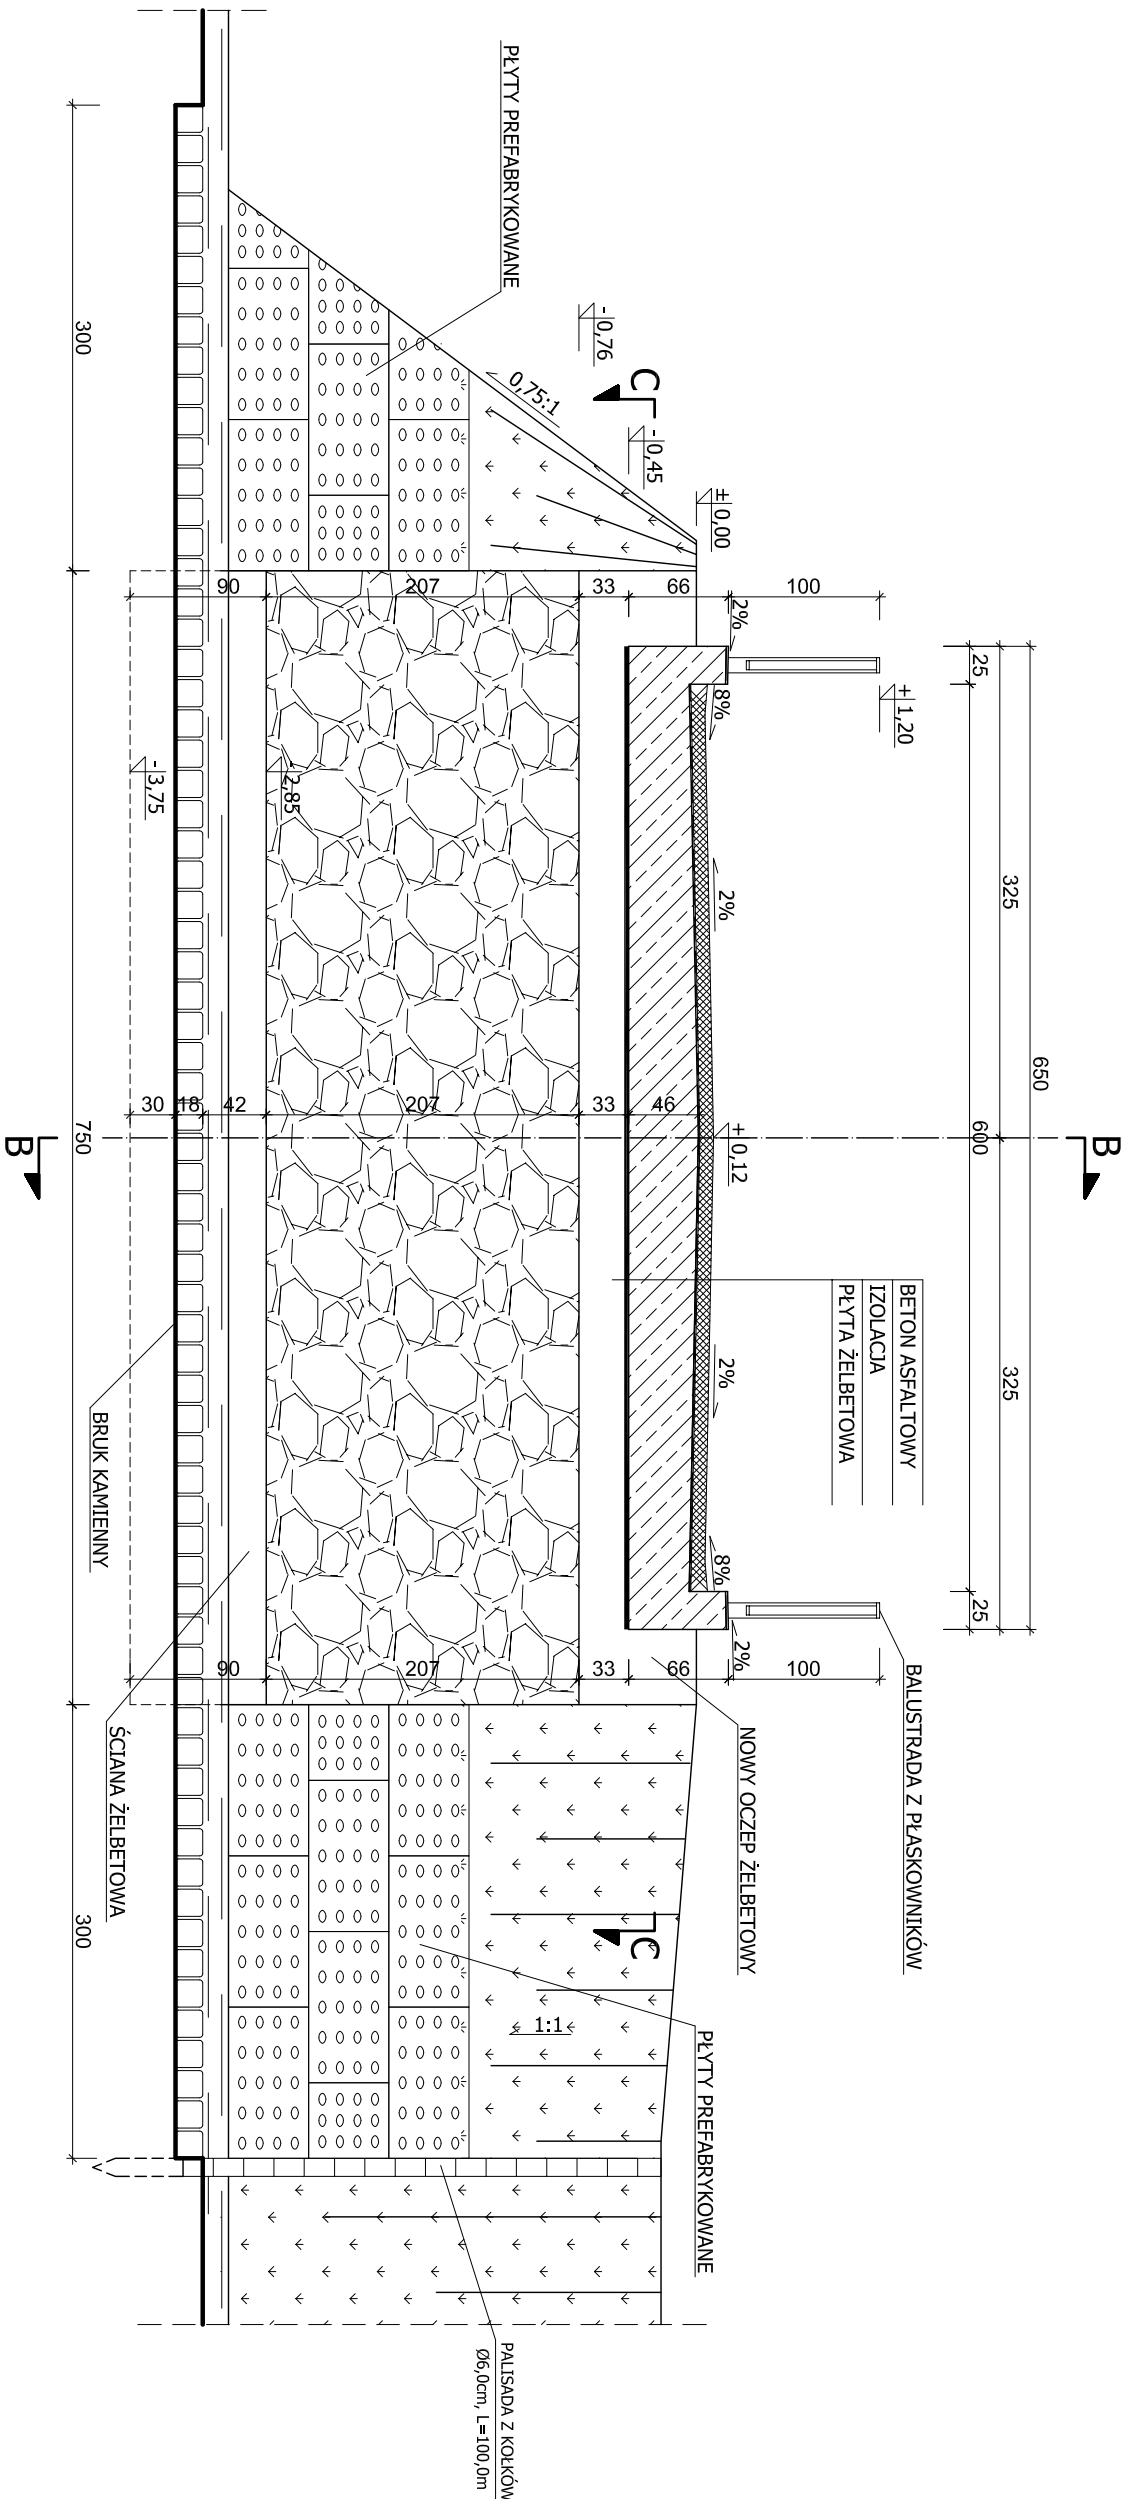 B
B
650
325
325
25
600
25
+1,20
100
100
2%
8%
2%
2%
8%
2%
+0,12
±0,00
-0,45
-0,76
-2,85
-3,75
C
C
0,75:1
1:1
BETON ASFALTOWY
IZOLACJA
PŁYTA ŻELBETOWA
BALUSTRADA Z PŁASKOWNIKÓW
NOWY OCZEP ŻELBETOWY
PŁYTY PREFABRYKOWANE
PŁYTY PREFABRYKOWANE
PALISADA Z KOŁKÓW
Ø6,0cm, L=100,0m
66
33
207
90
46
33
207
42
18
30
66
33
207
90
BRUK KAMIENNY
ŚCIANA ŻELBETOWA
300
750
300